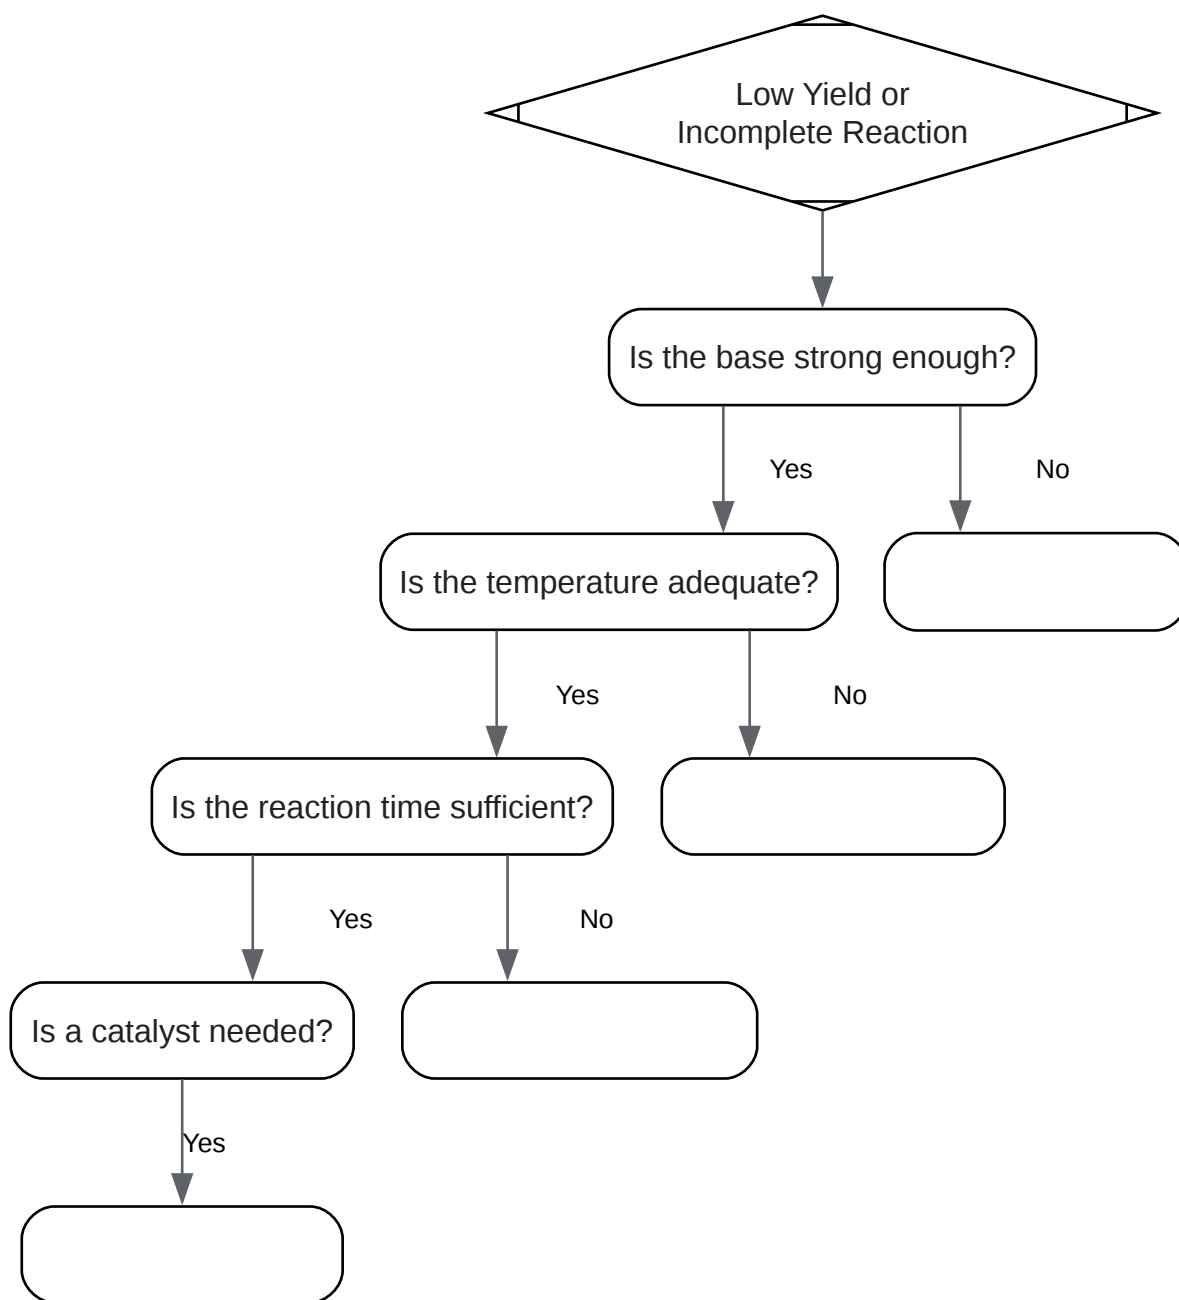 Low Yield or
Incomplete Reaction
Is the base strong enough?
Yes
No
Is the temperature adequate?
Yes
No
Is the reaction time sufficient?
Yes
No
Is a catalyst needed?
Yes